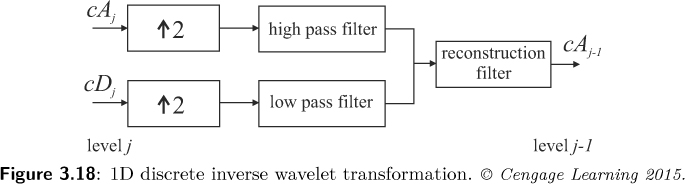 cA_j
↑2
high pass filter
reconstruction
filter
cA_{j-1}
cD_j
↑2
low pass filter
level j
level j-1
Figure 3.18: 1D discrete inverse wavelet transformation. © Cengage Learning 2015.